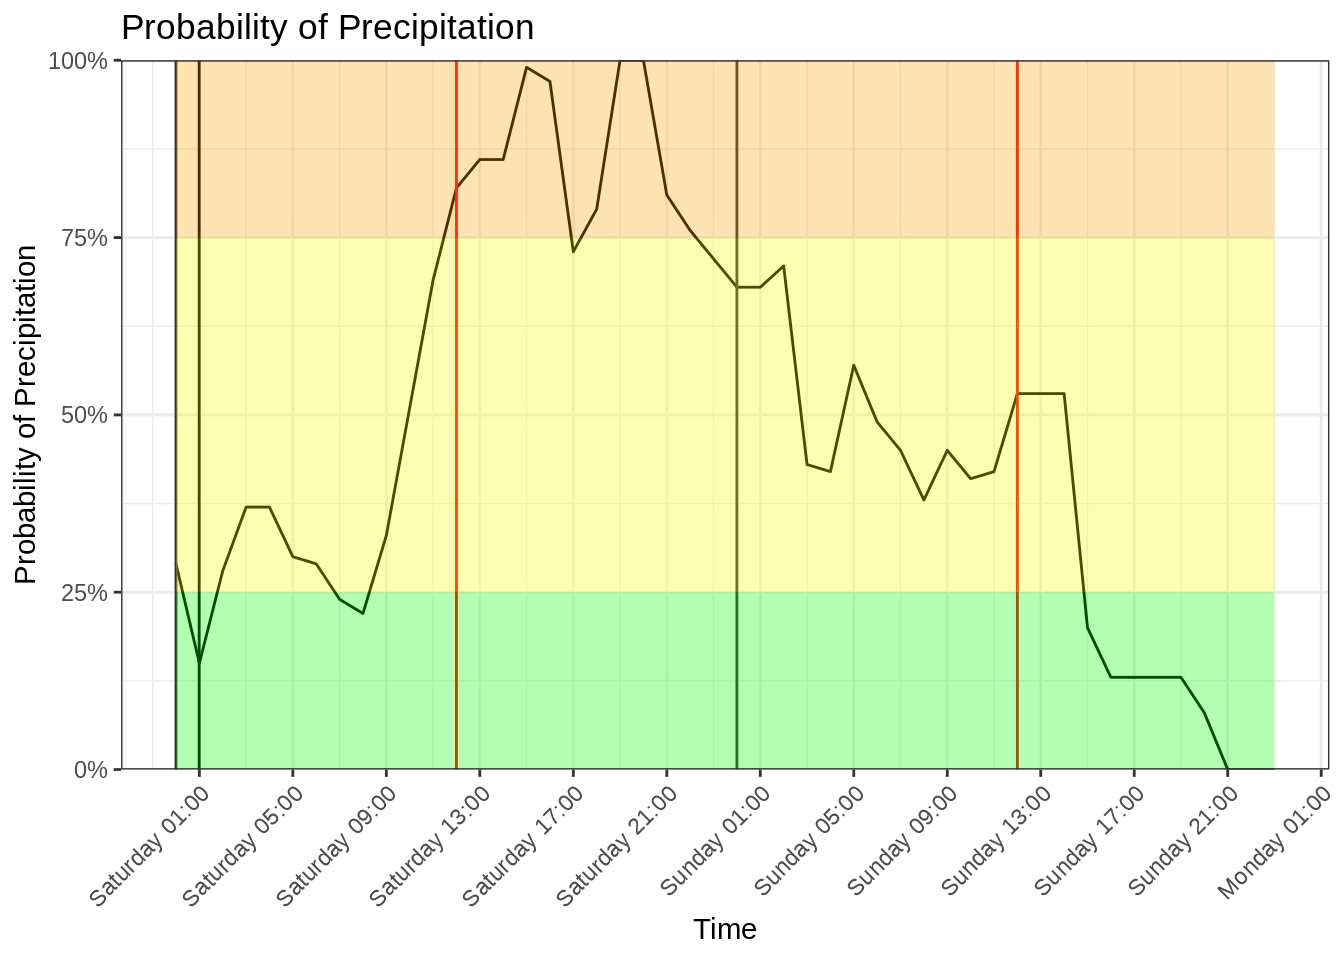 Probability of Precipitation
Probability of Precipitation
100%
75%
50%
25%
0%
Saturday 01:00
Saturday 05:00
Saturday 09:00
Saturday 13:00
Saturday 17:00
Saturday 21:00
Sunday 01:00
Sunday 05:00
Sunday 09:00
Sunday 13:00
Sunday 17:00
Sunday 21:00
Monday 01:00
Time